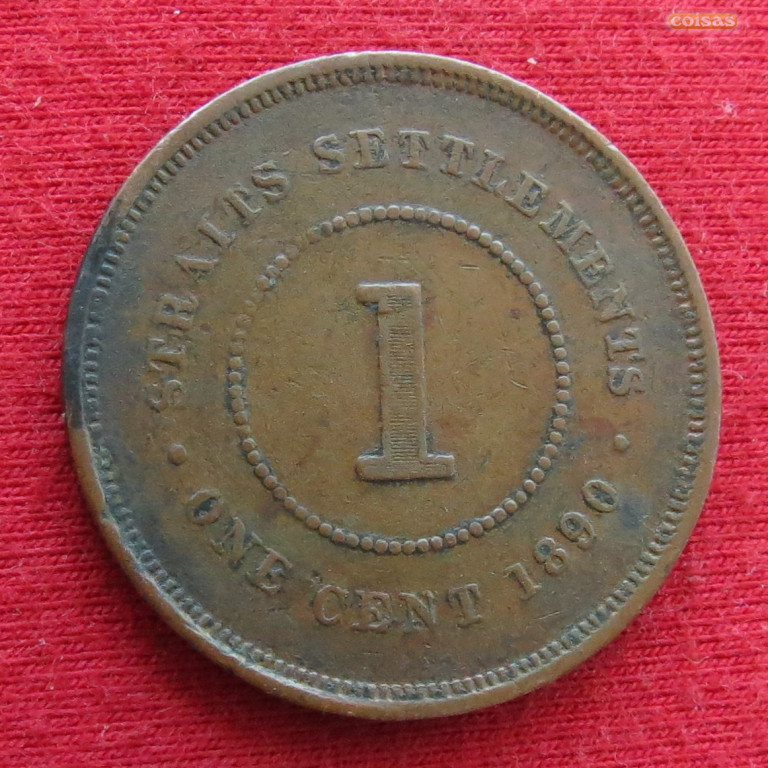 coisas
STRAITS SETTLEMENTS
1
· ONE CENT 1890 ·